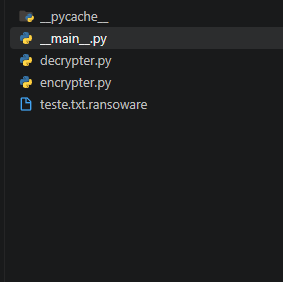 __pycache__
__main__.py
decrypter.py
encrypter.py
teste.txt.ransoware